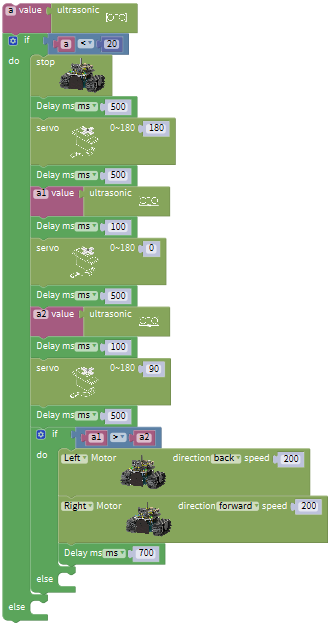 a value ultrasonic
if a < 20
do stop
Delay ms ms 500
servo 0~180 180
Delay ms ms 500
a1 value ultrasonic
Delay ms ms 100
servo 0~180 0
Delay ms ms 500
a2 value ultrasonic
Delay ms ms 100
servo 0~180 90
Delay ms ms 500
if a1 > a2
do Left Motor direction back speed 200
Right Motor direction forward speed 200
Delay ms ms 700
else
else